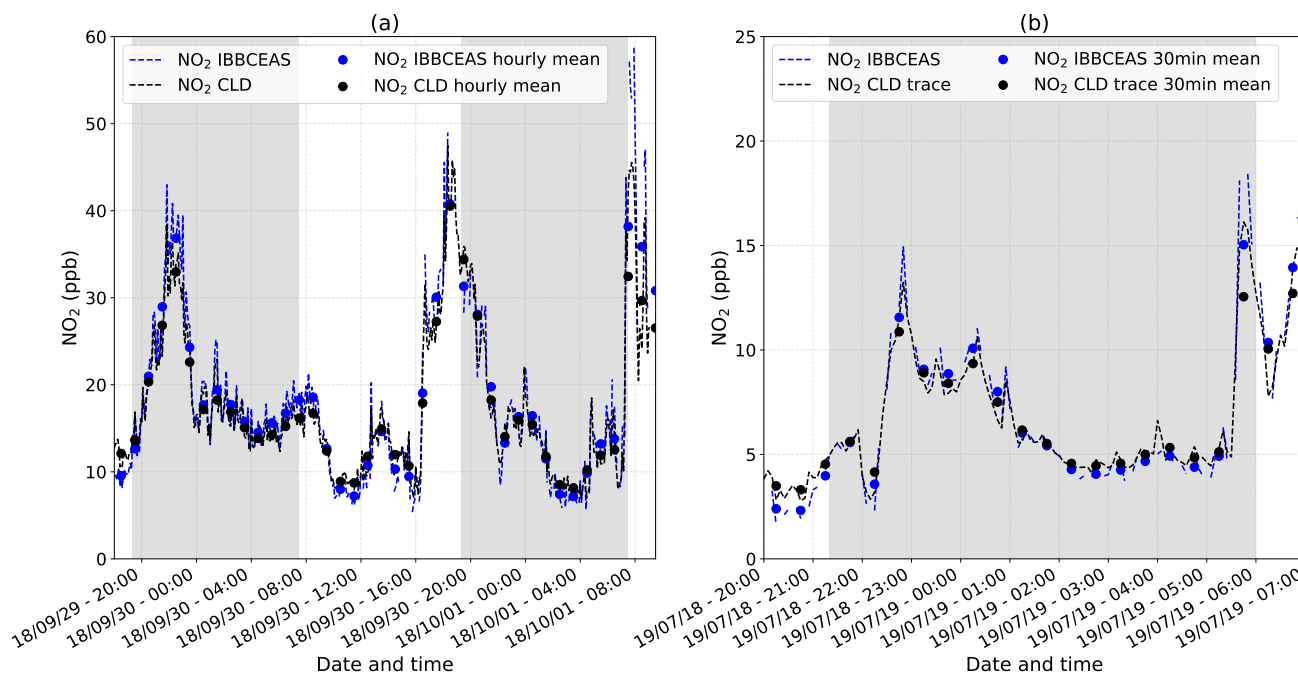 (a)
NO₂ IBBCEAS
NO₂ CLD
NO₂ IBBCEAS hourly mean
NO₂ CLD hourly mean
NO₂ (ppb)
60
50
40
30
20
10
0
18/09/29 - 20:00
18/09/30 - 00:00
18/09/30 - 04:00
18/09/30 - 08:00
18/09/30 - 12:00
18/09/30 - 16:00
18/09/30 - 20:00
18/10/01 - 00:00
18/10/01 - 04:00
18/10/01 - 08:00
Date and time
(b)
NO₂ IBBCEAS
NO₂ CLD trace
NO₂ IBBCEAS 30min mean
NO₂ CLD trace 30min mean
NO₂ (ppb)
25
20
15
10
5
0
19/07/18 - 20:00
19/07/18 - 21:00
19/07/18 - 22:00
19/07/18 - 23:00
19/07/19 - 00:00
19/07/19 - 01:00
19/07/19 - 02:00
19/07/19 - 03:00
19/07/19 - 04:00
19/07/19 - 05:00
19/07/19 - 06:00
19/07/19 - 07:00
Date and time